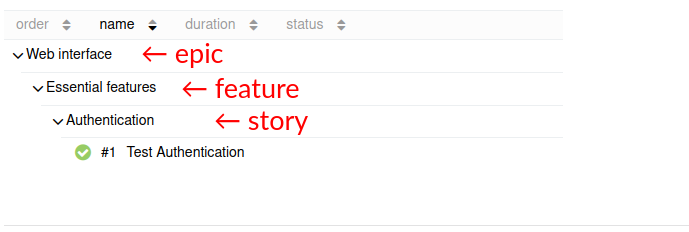 order name duration status
Web interface ← epic
Essential features ← feature
Authentication ← story
#1 Test Authentication